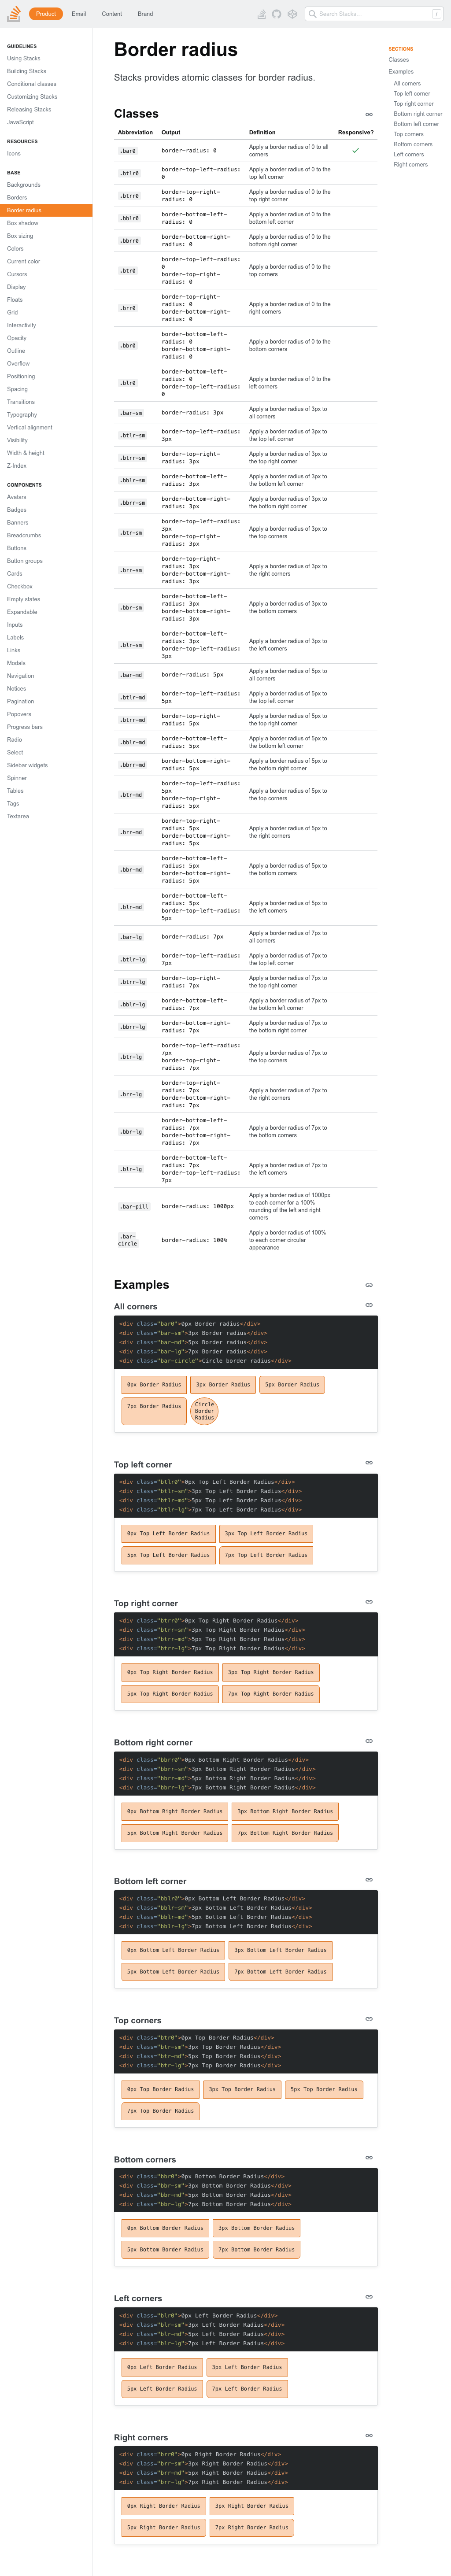 Product Email Content Brand
Search Stacks… /
GUIDELINES
Using Stacks
Building Stacks
Conditional classes
Customizing Stacks
Releasing Stacks
JavaScript
RESOURCES
Icons
BASE
Backgrounds
Borders
Border radius
Box shadow
Box sizing
Colors
Current color
Cursors
Display
Floats
Grid
Interactivity
Opacity
Outline
Overflow
Positioning
Spacing
Transitions
Typography
Vertical alignment
Visibility
Width & height
Z-Index
COMPONENTS
Avatars
Badges
Banners
Breadcrumbs
Buttons
Button groups
Cards
Checkbox
Empty states
Expandable
Inputs
Labels
Links
Modals
Navigation
Notices
Pagination
Popovers
Progress bars
Radio
Select
Sidebar widgets
Spinner
Tables
Tags
Textarea
Border radius
Stacks provides atomic classes for border radius.
Classes
Abbreviation Output Definition Responsive?
.bar0 border-radius: 0 Apply a border radius of 0 to all
corners
.btlr0 border-top-left-radius:
0 Apply a border radius of 0 to the
top left corner
.btrr0 border-top-right-
radius: 0 Apply a border radius of 0 to the
top right corner
.bblr0 border-bottom-left-
radius: 0 Apply a border radius of 0 to the
bottom left corner
.bbrr0 border-bottom-right-
radius: 0 Apply a border radius of 0 to the
bottom right corner
.btr0 border-top-left-radius:
0
border-top-right-
radius: 0 Apply a border radius of 0 to the
top corners
.brr0 border-top-right-
radius: 0
border-bottom-right-
radius: 0 Apply a border radius of 0 to the
right corners
.bbr0 border-bottom-left-
radius: 0
border-bottom-right-
radius: 0 Apply a border radius of 0 to the
bottom corners
.blr0 border-bottom-left-
radius: 0
border-top-left-radius:
0 Apply a border radius of 0 to the
left corners
.bar-sm border-radius: 3px Apply a border radius of 3px to
all corners
.btlr-sm border-top-left-radius:
3px Apply a border radius of 3px to
the top left corner
.btrr-sm border-top-right-
radius: 3px Apply a border radius of 3px to
the top right corner
.bblr-sm border-bottom-left-
radius: 3px Apply a border radius of 3px to
the bottom left corner
.bbrr-sm border-bottom-right-
radius: 3px Apply a border radius of 3px to
the bottom right corner
.btr-sm border-top-left-radius:
3px
border-top-right-
radius: 3px Apply a border radius of 3px to
the top corners
.brr-sm border-top-right-
radius: 3px
border-bottom-right-
radius: 3px Apply a border radius of 3px to
the right corners
.bbr-sm border-bottom-left-
radius: 3px
border-bottom-right-
radius: 3px Apply a border radius of 3px to
the bottom corners
.blr-sm border-bottom-left-
radius: 3px
border-top-left-radius:
3px Apply a border radius of 3px to
the left corners
.bar-md border-radius: 5px Apply a border radius of 5px to
all corners
.btlr-md border-top-left-radius:
5px Apply a border radius of 5px to
the top left corner
.btrr-md border-top-right-
radius: 5px Apply a border radius of 5px to
the top right corner
.bblr-md border-bottom-left-
radius: 5px Apply a border radius of 5px to
the bottom left corner
.bbrr-md border-bottom-right-
radius: 5px Apply a border radius of 5px to
the bottom right corner
.btr-md border-top-left-radius:
5px
border-top-right-
radius: 5px Apply a border radius of 5px to
the top corners
.brr-md border-top-right-
radius: 5px
border-bottom-right-
radius: 5px Apply a border radius of 5px to
the right corners
.bbr-md border-bottom-left-
radius: 5px
border-bottom-right-
radius: 5px Apply a border radius of 5px to
the bottom corners
.blr-md border-bottom-left-
radius: 5px
border-top-left-radius:
5px Apply a border radius of 5px to
the left corners
.bar-lg border-radius: 7px Apply a border radius of 7px to
all corners
.btlr-lg border-top-left-radius:
7px Apply a border radius of 7px to
the top left corner
.btrr-lg border-top-right-
radius: 7px Apply a border radius of 7px to
the top right corner
.bblr-lg border-bottom-left-
radius: 7px Apply a border radius of 7px to
the bottom left corner
.bbrr-lg border-bottom-right-
radius: 7px Apply a border radius of 7px to
the bottom right corner
.btr-lg border-top-left-radius:
7px
border-top-right-
radius: 7px Apply a border radius of 7px to
the top corners
.brr-lg border-top-right-
radius: 7px
border-bottom-right-
radius: 7px Apply a border radius of 7px to
the right corners
.bbr-lg border-bottom-left-
radius: 7px
border-bottom-right-
radius: 7px Apply a border radius of 7px to
the bottom corners
.blr-lg border-bottom-left-
radius: 7px
border-top-left-radius:
7px Apply a border radius of 7px to
the left corners
.bar-pill border-radius: 1000px Apply a border radius of 1000px
to each corner for a 100%
rounding of the left and right
corners
.bar-
circle border-radius: 100% Apply a border radius of 100%
to each corner circular
appearance
Examples
All corners
<div class="bar0">0px Border radius</div>
<div class="bar-sm">3px Border radius</div>
<div class="bar-md">5px Border radius</div>
<div class="bar-lg">7px Border radius</div>
<div class="bar-circle">Circle border radius</div>
0px Border Radius 3px Border Radius 5px Border Radius
7px Border Radius Circle
Border
Radius
Top left corner
<div class="btlr0">0px Top Left Border Radius</div>
<div class="btlr-sm">3px Top Left Border Radius</div>
<div class="btlr-md">5px Top Left Border Radius</div>
<div class="btlr-lg">7px Top Left Border Radius</div>
0px Top Left Border Radius 3px Top Left Border Radius
5px Top Left Border Radius 7px Top Left Border Radius
Top right corner
<div class="btrr0">0px Top Right Border Radius</div>
<div class="btrr-sm">3px Top Right Border Radius</div>
<div class="btrr-md">5px Top Right Border Radius</div>
<div class="btrr-lg">7px Top Right Border Radius</div>
0px Top Right Border Radius 3px Top Right Border Radius
5px Top Right Border Radius 7px Top Right Border Radius
Bottom right corner
<div class="bbrr0">0px Bottom Right Border Radius</div>
<div class="bbrr-sm">3px Bottom Right Border Radius</div>
<div class="bbrr-md">5px Bottom Right Border Radius</div>
<div class="bbrr-lg">7px Bottom Right Border Radius</div>
0px Bottom Right Border Radius 3px Bottom Right Border Radius
5px Bottom Right Border Radius 7px Bottom Right Border Radius
Bottom left corner
<div class="bblr0">0px Bottom Left Border Radius</div>
<div class="bblr-sm">3px Bottom Left Border Radius</div>
<div class="bblr-md">5px Bottom Left Border Radius</div>
<div class="bblr-lg">7px Bottom Left Border Radius</div>
0px Bottom Left Border Radius 3px Bottom Left Border Radius
5px Bottom Left Border Radius 7px Bottom Left Border Radius
Top corners
<div class="btr0">0px Top Border Radius</div>
<div class="btr-sm">3px Top Border Radius</div>
<div class="btr-md">5px Top Border Radius</div>
<div class="btr-lg">7px Top Border Radius</div>
0px Top Border Radius 3px Top Border Radius 5px Top Border Radius
7px Top Border Radius
Bottom corners
<div class="bbr0">0px Bottom Border Radius</div>
<div class="bbr-sm">3px Bottom Border Radius</div>
<div class="bbr-md">5px Bottom Border Radius</div>
<div class="bbr-lg">7px Bottom Border Radius</div>
0px Bottom Border Radius 3px Bottom Border Radius
5px Bottom Border Radius 7px Bottom Border Radius
Left corners
<div class="blr0">0px Left Border Radius</div>
<div class="blr-sm">3px Left Border Radius</div>
<div class="blr-md">5px Left Border Radius</div>
<div class="blr-lg">7px Left Border Radius</div>
0px Left Border Radius 3px Left Border Radius
5px Left Border Radius 7px Left Border Radius
Right corners
<div class="brr0">0px Right Border Radius</div>
<div class="brr-sm">3px Right Border Radius</div>
<div class="brr-md">5px Right Border Radius</div>
<div class="brr-lg">7px Right Border Radius</div>
0px Right Border Radius 3px Right Border Radius
5px Right Border Radius 7px Right Border Radius
SECTIONS
Classes
Examples
All corners
Top left corner
Top right corner
Bottom right corner
Bottom left corner
Top corners
Bottom corners
Left corners
Right corners